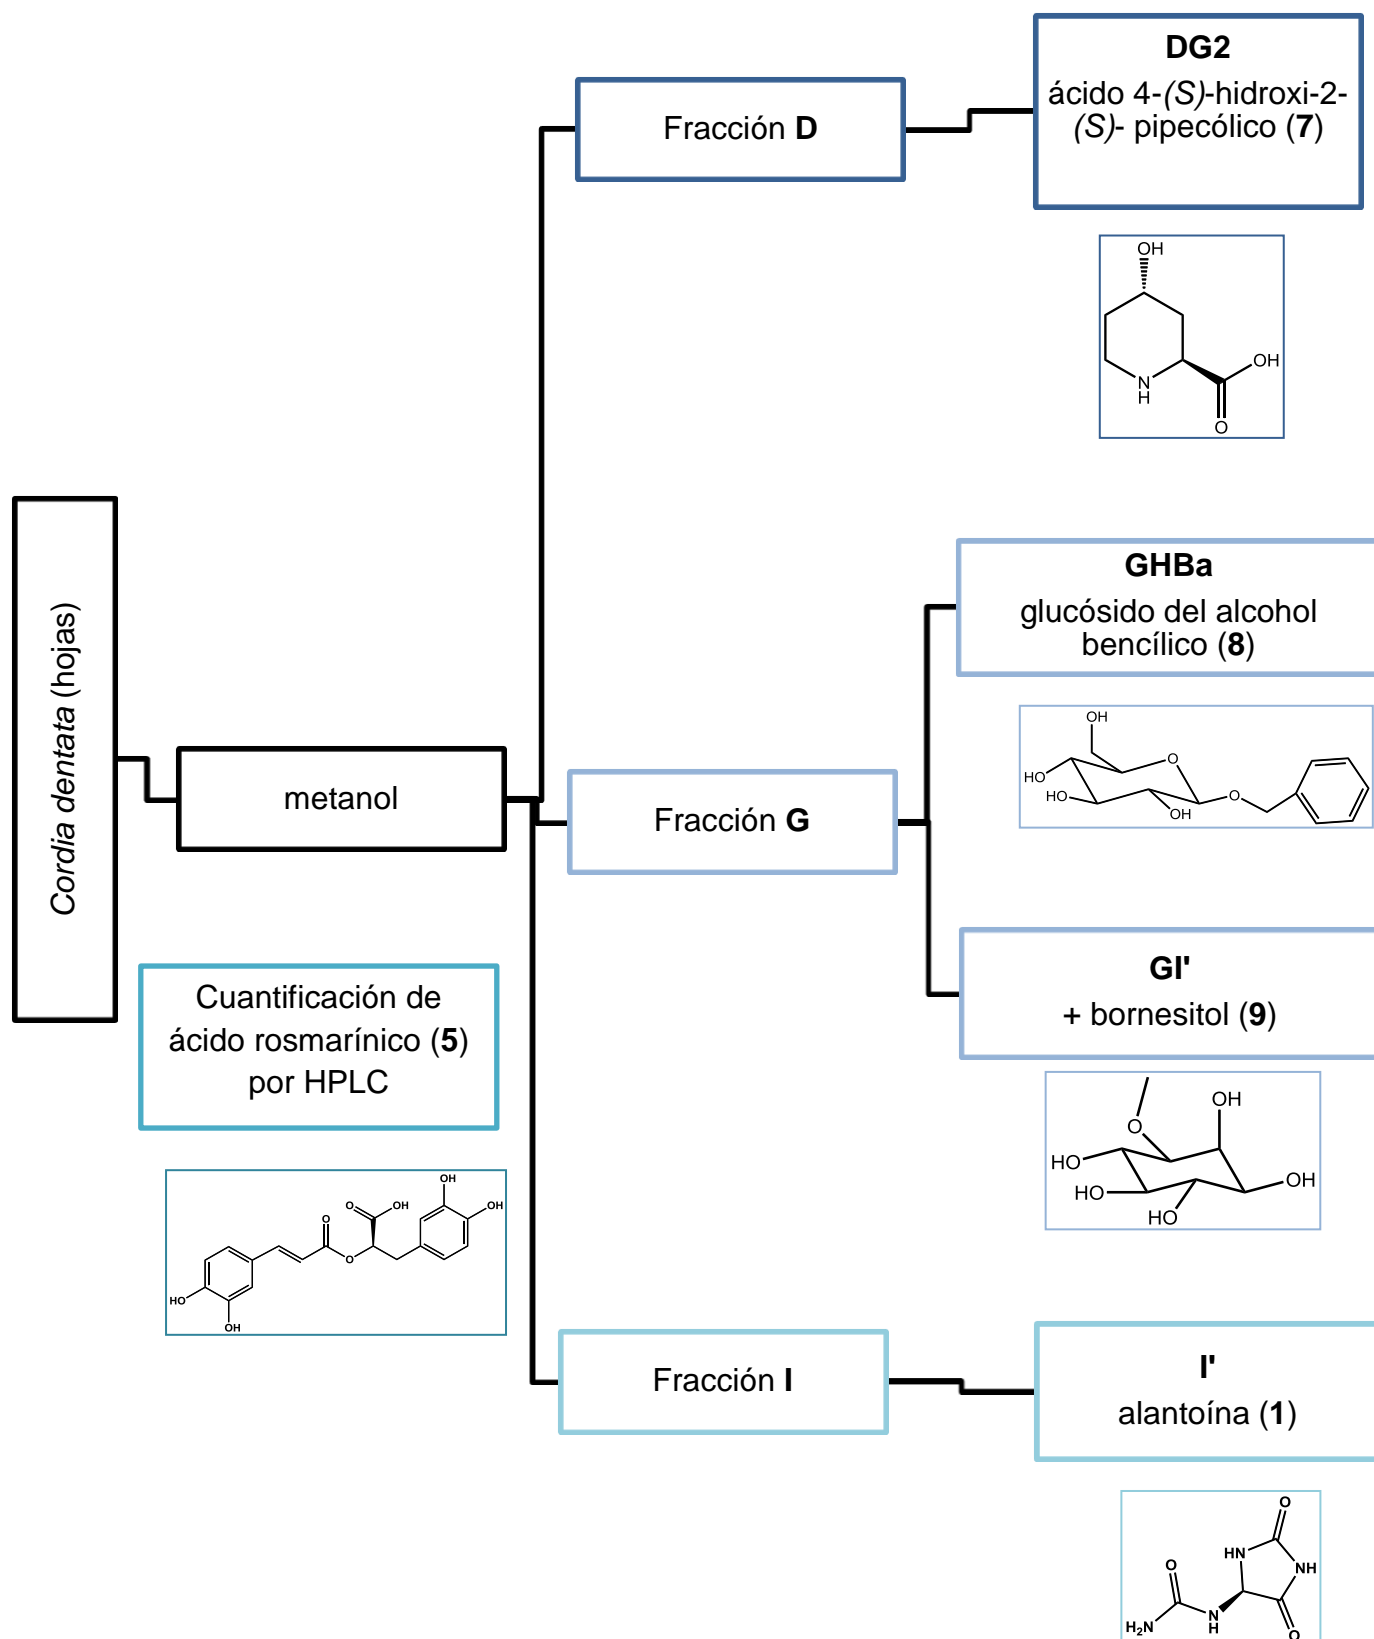 DG2
ácido 4-(S)-hidroxi-2-
(S)- pipecólico (7)
Fracción D
OH
N
H
OH
O
Cordia dentata (hojas)
metanol
Fracción G
GHBa
glucósido del alcohol
bencílico (8)
OH
O
HO
HO
OH
O
GI'
+ bornesitol (9)
OH
O
HO
HO
HO
OH
Cuantificación de
ácido rosmarínico (5)
por HPLC
OH
O
OH
OH
O
O
HO
OH
Fracción I
I'
alantoína (1)
O
HN
NH
O
H2N
N
H
O